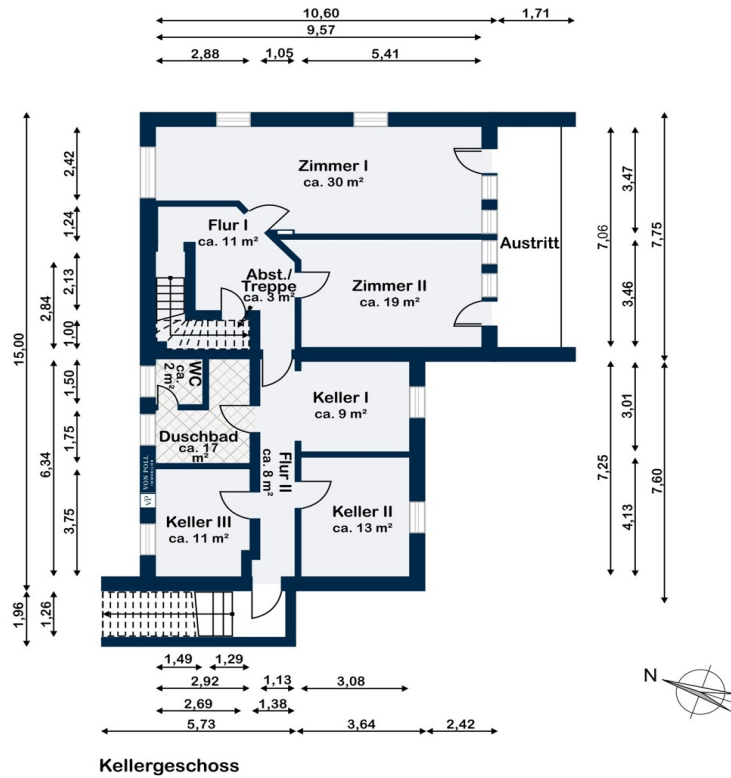 10,60
1,71
9,57
2,88
1,05
5,41
Zimmer I
ca. 30 m²
Flur I
ca. 11 m²
Abst./
Treppe
ca. 3 m²
Zimmer II
ca. 19 m²
Austritt
WC
ca.
2 m²
Duschbad
ca. 17
m²
Keller I
ca. 9 m²
Flur II
ca. 8 m²
Keller II
ca. 13 m²
Keller III
ca. 11 m²
VON POLL
IMMOBILIEN
VP
15,00
1,96
2,84
6,34
1,26
2,42
1,24
2,13
1,00
1,50
1,75
3,75
7,06
7,25
3,47
3,46
3,01
4,13
7,75
7,60
1,49
1,29
2,92
1,13
3,08
2,69
1,38
5,73
3,64
2,42
N
Kellergeschoss